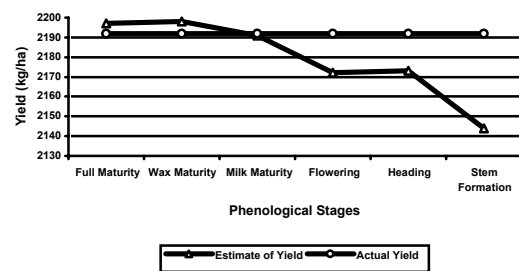 Yield (kg/ha)
2200
2190
2180
2170
2160
2150
2140
2130
Full Maturity Wax Maturity Milk Maturity Flowering Heading Stem
Formation
Phenological Stages
Estimate of Yield Actual Yield